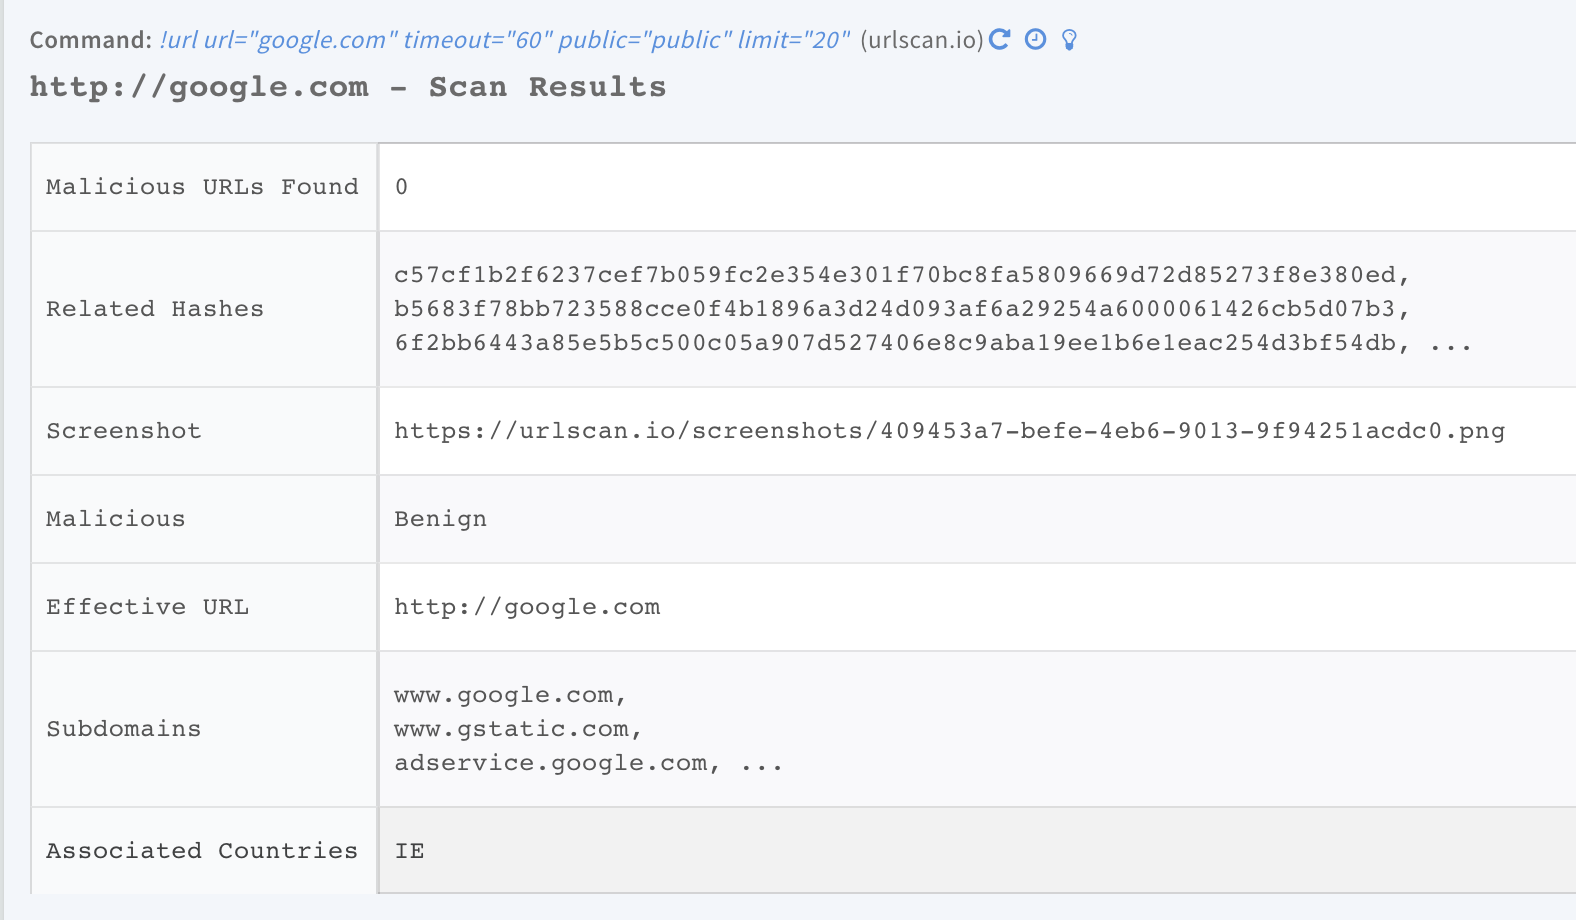 Command: !url url="google.com" timeout="60" public="public" limit="20" (urlscan.io)
http://google.com - Scan Results
Malicious URLs Found 0
Related Hashes
c57cf1b2f6237cef7b059fc2e354e301f70bc8fa5809669d72d85273f8e380ed,
b5683f78bb723588cce0f4b1896a3d24d093af6a29254a6000061426cb5d07b3,
6f2bb6443a85e5b5c500c05a907d527406e8c9aba19ee1b6e1eac254d3bf54db, ...
Screenshot https://urlscan.io/screenshots/409453a7-befe-4eb6-9013-9f94251acdc0.png
Malicious Benign
Effective URL http://google.com
Subdomains
www.google.com,
www.gstatic.com,
adservice.google.com, ...
Associated Countries IE